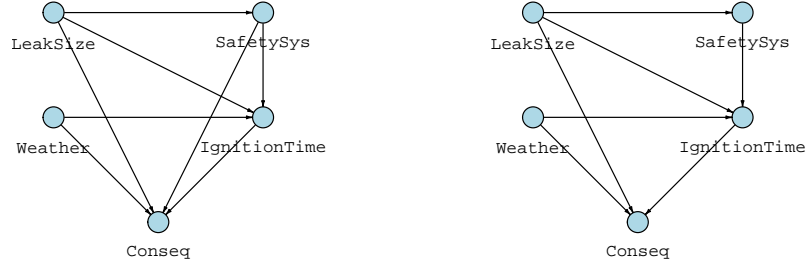 LeakSize SafetySys LeakSize SafetySys
Weather IgnitionTime Weather IgnitionTime
Conseq Conseq